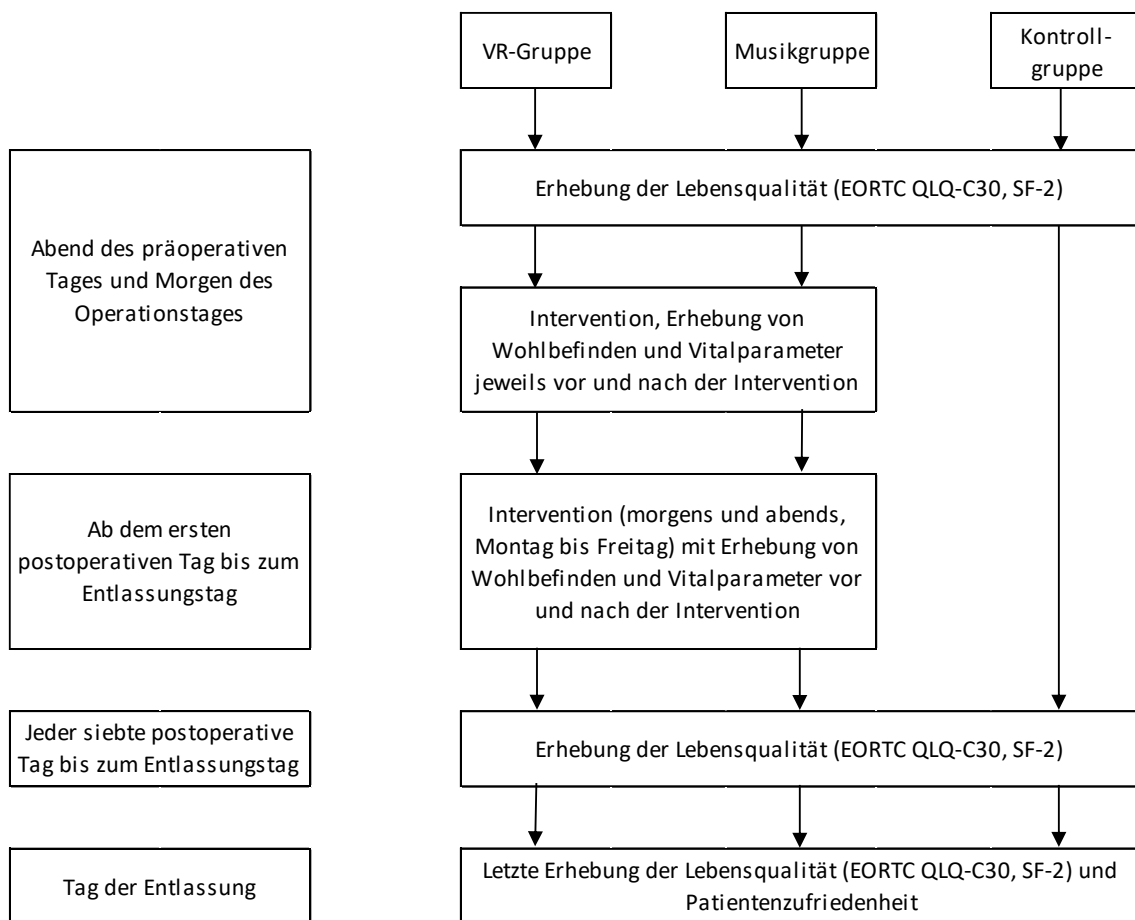 VR-Gruppe
Musikgruppe
Kontroll-
gruppe
Abend des präoperativen
Tages und Morgen des
Operationstages
Erhebung der Lebensqualität (EORTC QLQ-C30, SF-2)
Intervention, Erhebung von
Wohlbefinden und Vitalparameter
jeweils vor und nach der Intervention
Ab dem ersten
postoperativen Tag bis zum
Entlassungstag
Intervention (morgens und abends,
Montag bis Freitag) mit Erhebung von
Wohlbefinden und Vitalparameter vor
und nach der Intervention
Jeder siebte postoperative
Tag bis zum Entlassungstag
Erhebung der Lebensqualität (EORTC QLQ-C30, SF-2)
Tag der Entlassung
Letzte Erhebung der Lebensqualität (EORTC QLQ-C30, SF-2) und
Patientenzufriedenheit